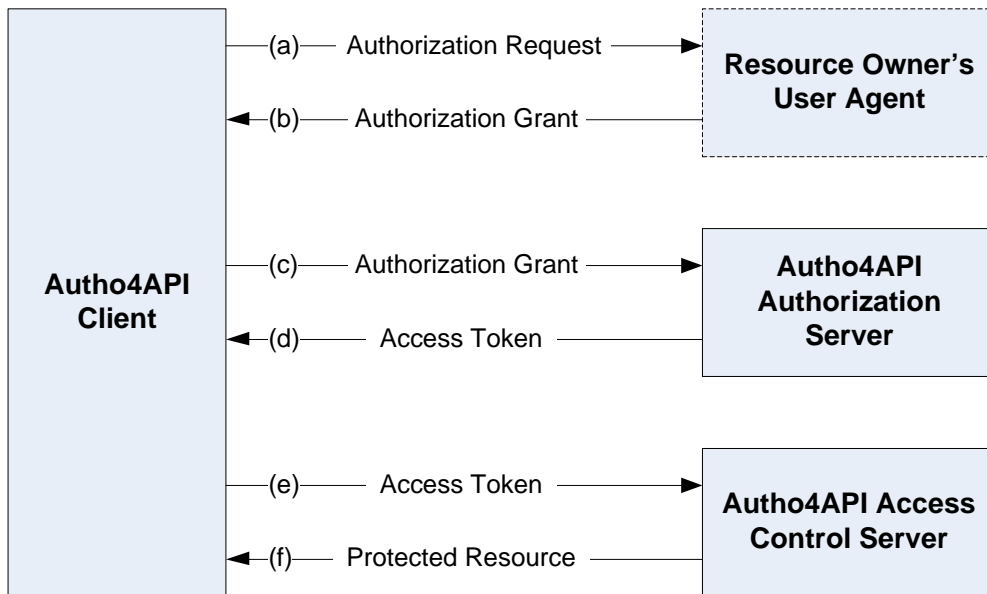 (a) Authorization Request
Resource Owner’s
User Agent
(b) Authorization Grant
Autho4API
Client
(c) Authorization Grant
Autho4API
Authorization
Server
(d) Access Token
(e) Access Token
Autho4API Access
Control Server
(f) Protected Resource